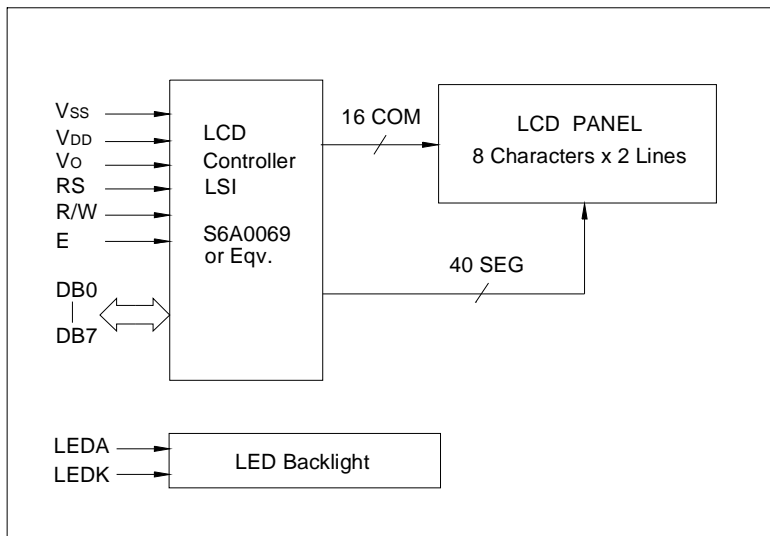 VSS
VDD
VO
RS
R/W
E
DB0
DB7
LCD
Controller
LSI
S6A0069
or Eqv.
16 COM
40 SEG
LCD PANEL
8 Characters x 2 Lines
LEDA
LEDK
LED Backlight